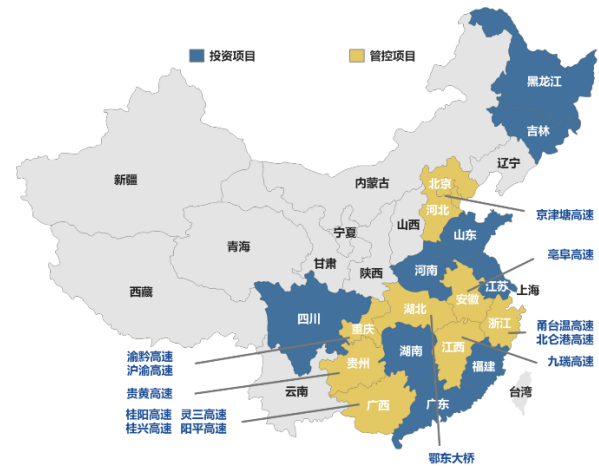 投资项目
管控项目
黑龙江
吉林
辽宁
内蒙古
新疆
北京
河北
京津塘高速
山西
宁夏
山东
青海
甘肃
陕西
河南
亳阜高速
西藏
江苏
上海
安徽
四川
湖北
重庆
浙江
甬台温高速
北仑港高速
渝黔高速
沪渝高速
湖南
江西
九瑞高速
贵州
福建
贵黄高速
云南
台湾
广西
广东
桂阳高速 灵三高速
桂兴高速 阳平高速
鄂东大桥